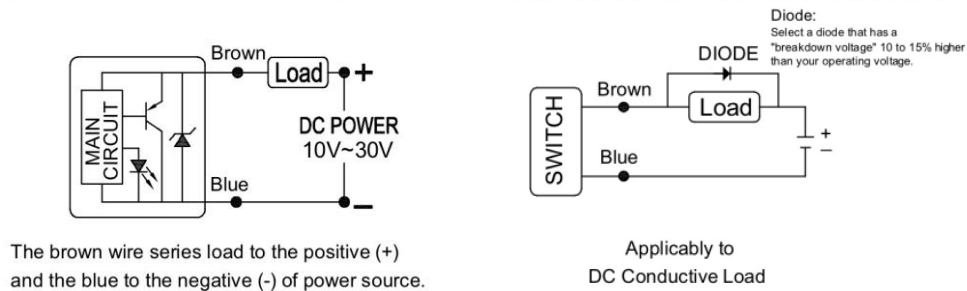 Brown
Load
+
MAIN
CIRCUIT
DC POWER
10V~30V
Blue
−
The brown wire series load to the positive (+)
and the blue to the negative (-) of power source.
Diode:
Select a diode that has a
"breakdown voltage" 10 to 15% higher
than your operating voltage.
DIODE
Brown
Load
SWITCH
+
−
Blue
Applicably to
DC Conductive Load